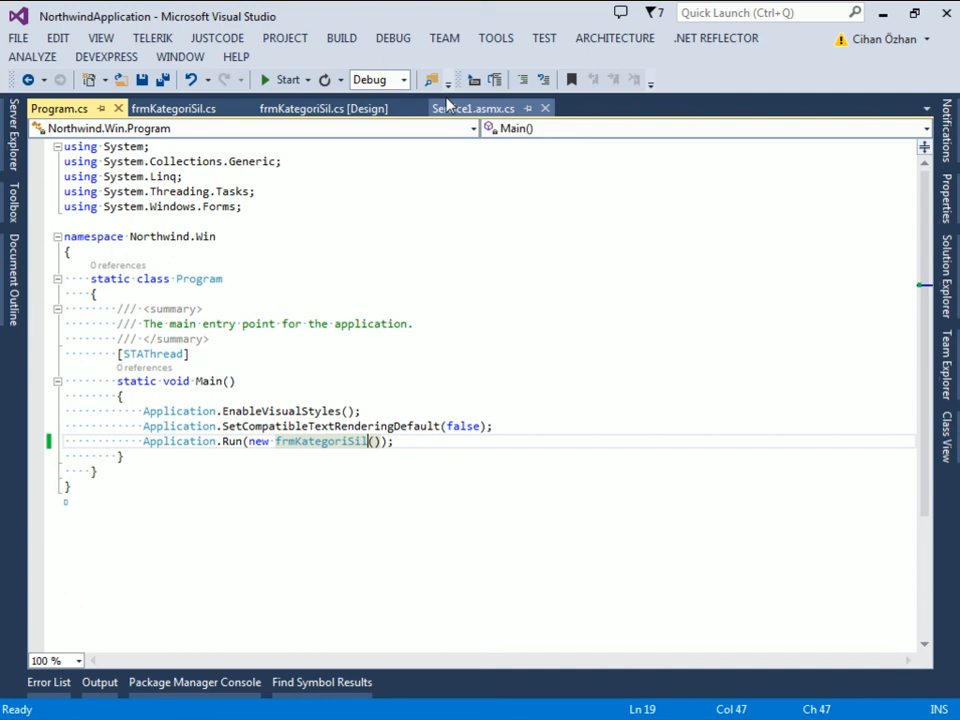 NorthwindApplication - Microsoft Visual Studio
7
Quick Launch (Ctrl+Q)
FILE EDIT VIEW TELERIK JUSTCODE PROJECT BUILD DEBUG TEAM TOOLS TEST ARCHITECTURE .NET REFLECTOR
Cihan Özhan
ANALYZE DEVEXPRESS WINDOW HELP
Start Debug
Program.cs frmKategoriSil.cs frmKategoriSil.cs [Design] Service1.asmx.cs
Northwind.Win.Program Main()
using System;
using System.Collections.Generic;
using System.Linq;
using System.Threading.Tasks;
using System.Windows.Forms;
namespace Northwind.Win
{
0 references
static class Program
{
/// <summary>
/// The main entry point for the application.
/// </summary>
[STAThread]
0 references
static void Main()
{
Application.EnableVisualStyles();
Application.SetCompatibleTextRenderingDefault(false);
Application.Run(new frmKategoriSil());
}
}
}
Server Explorer
Toolbox
Document Outline
Notifications
Properties
Solution Explorer
Team Explorer
Class View
100 %
Error List Output Package Manager Console Find Symbol Results
Ready Ln 19 Col 47 Ch 47 INS